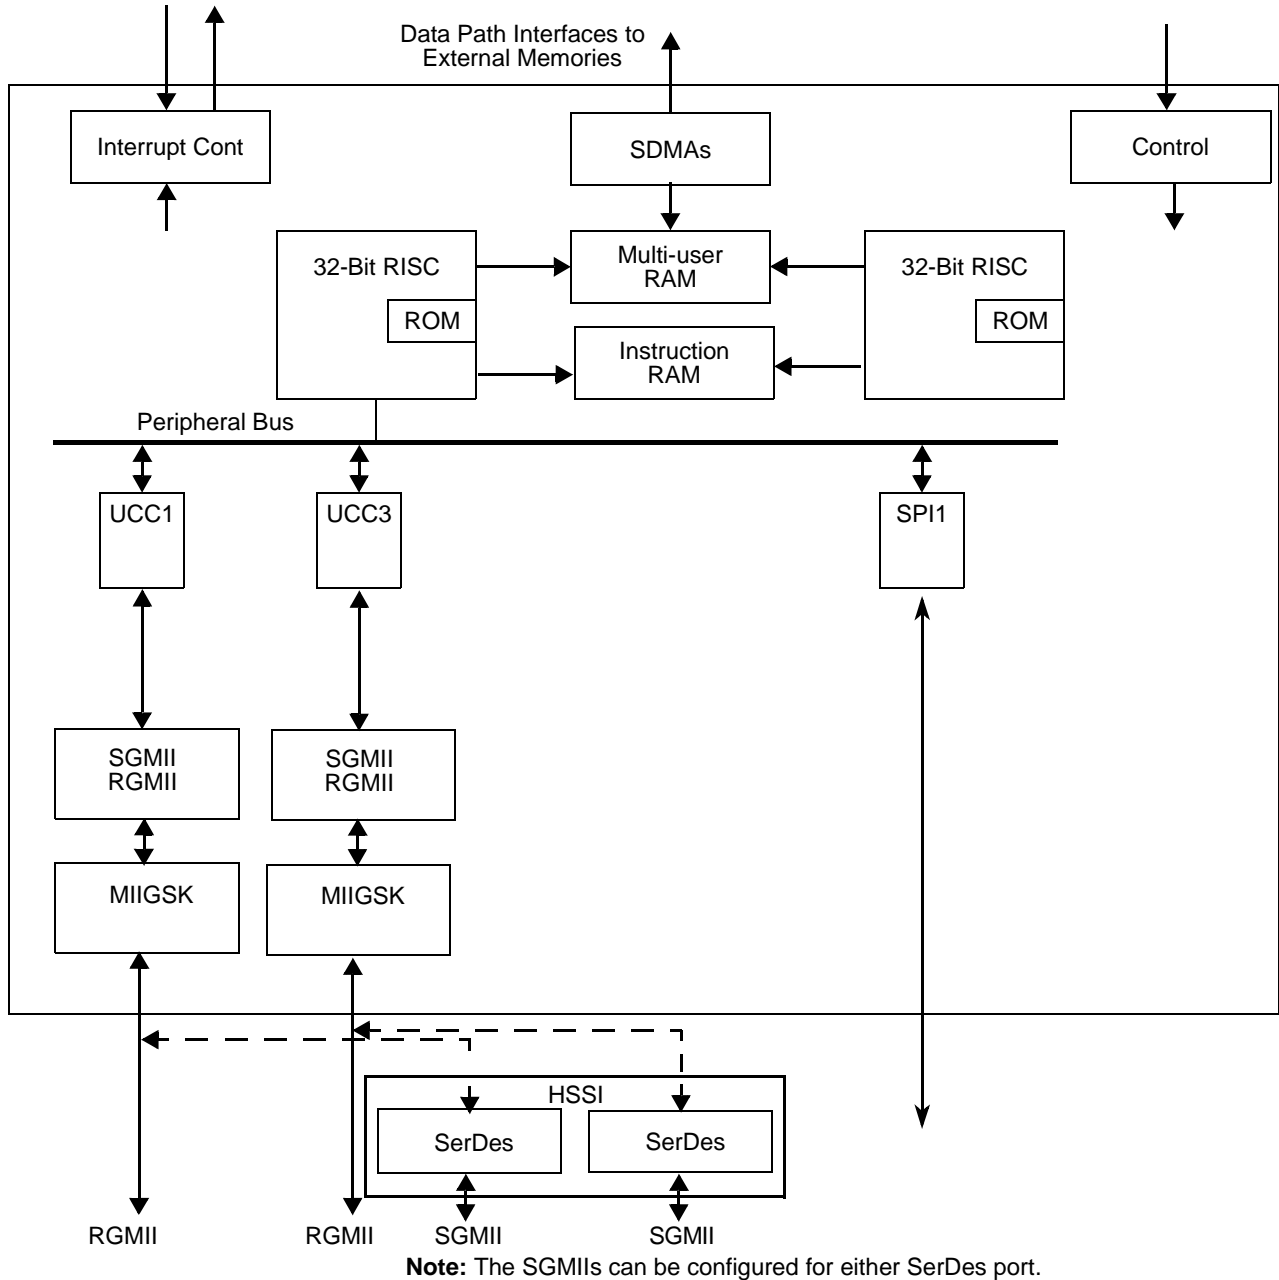 Data Path Interfaces to
External Memories
Interrupt Cont
SDMAs
Control
32-Bit RISC
ROM
Multi-user
RAM
32-Bit RISC
ROM
Instruction
RAM
Peripheral Bus
UCC1
UCC3
SPI1
SGMII
RGMII
SGMII
RGMII
MIIGSK
MIIGSK
HSSI
SerDes
SerDes
RGMII
RGMII
SGMII
SGMII
Note: The SGMIIs can be configured for either SerDes port.